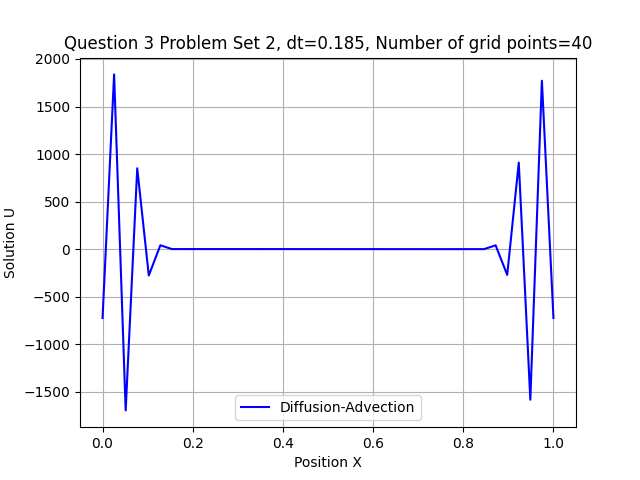 Question 3 Problem Set 2, dt=0.185, Number of grid points=40
2000
1500
1000
500
0
−500
−1000
−1500
Solution U
Diffusion-Advection
0.0 0.2 0.4 0.6 0.8 1.0
Position X